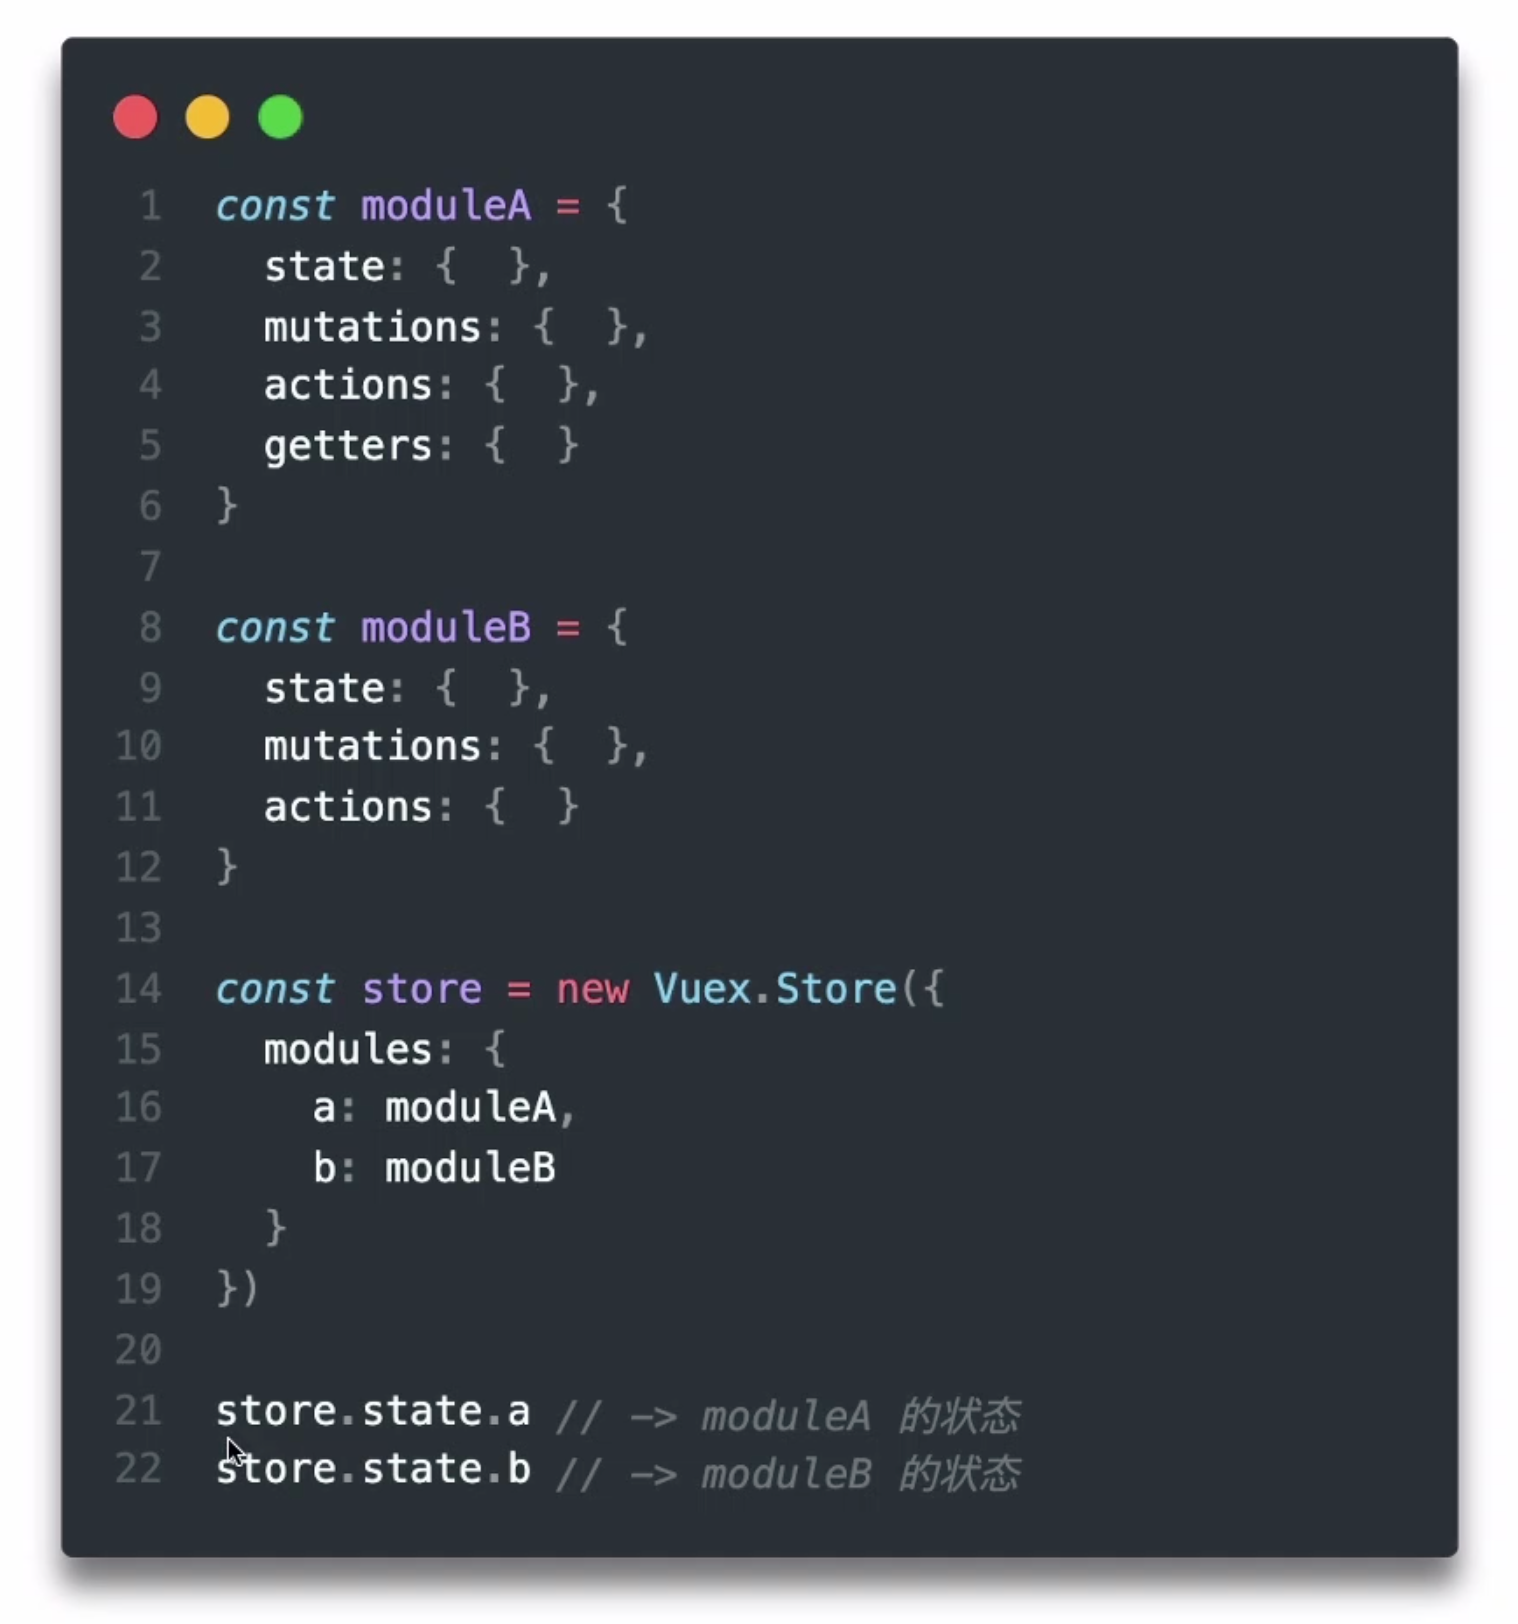 1 const moduleA = {
2   state: {  },
3   mutations: {  },
4   actions: {  },
5   getters: {  }
6 }
7
8 const moduleB = {
9   state: {  },
10   mutations: {  },
11   actions: {  }
12 }
13
14 const store = new Vuex.Store({
15   modules: {
16     a: moduleA,
17     b: moduleB
18   }
19 })
20
21 store.state.a // -> moduleA 的状态
22 store.state.b // -> moduleB 的状态